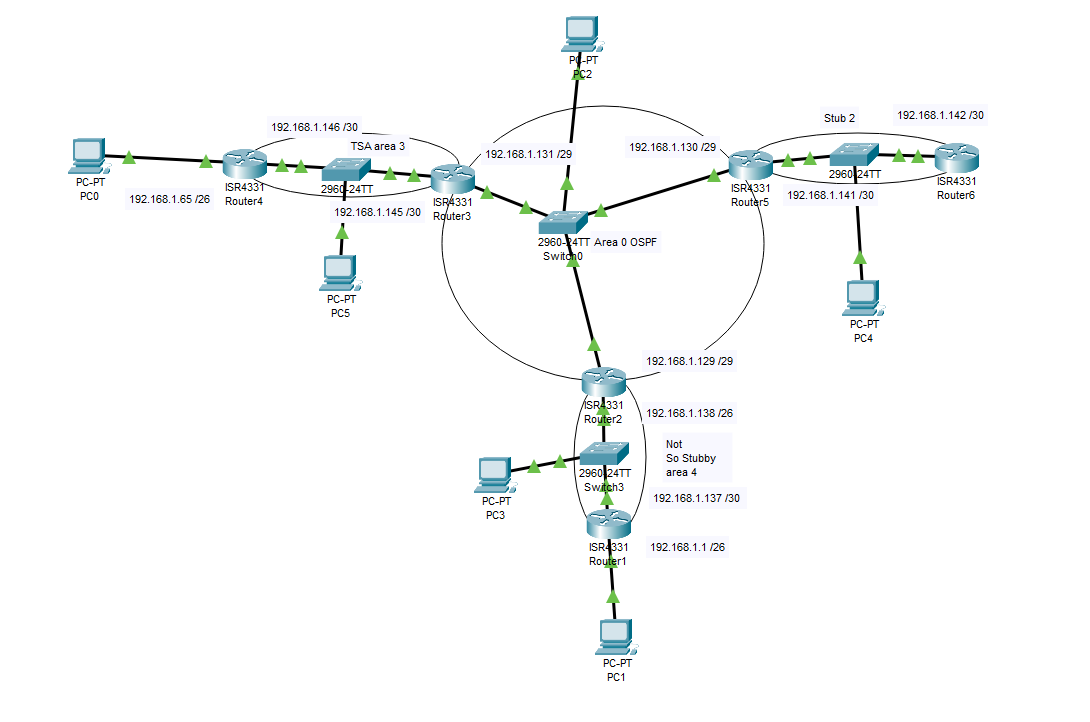 PC-PT
PC2
192.168.1.146 /30
TSA area 3
2960-24TT
PC-PT
PC0
192.168.1.65 /26
ISR4331
Router4
192.168.1.145 /30
ISR4331
Router3
PC-PT
PC5
192.168.1.131 /29
192.168.1.130 /29
2960-24TT
Switch0
Area 0 OSPF
Stub 2
192.168.1.142 /30
2960-24TT
192.168.1.141 /30
ISR4331
Router5
ISR4331
Router6
PC-PT
PC4
192.168.1.129 /29
ISR4331
Router2
192.168.1.138 /26
Not
So Stubby
area 4
2960-24TT
Switch3
PC-PT
PC3
192.168.1.137 /30
ISR4331
Router1
192.168.1.1 /26
PC-PT
PC1